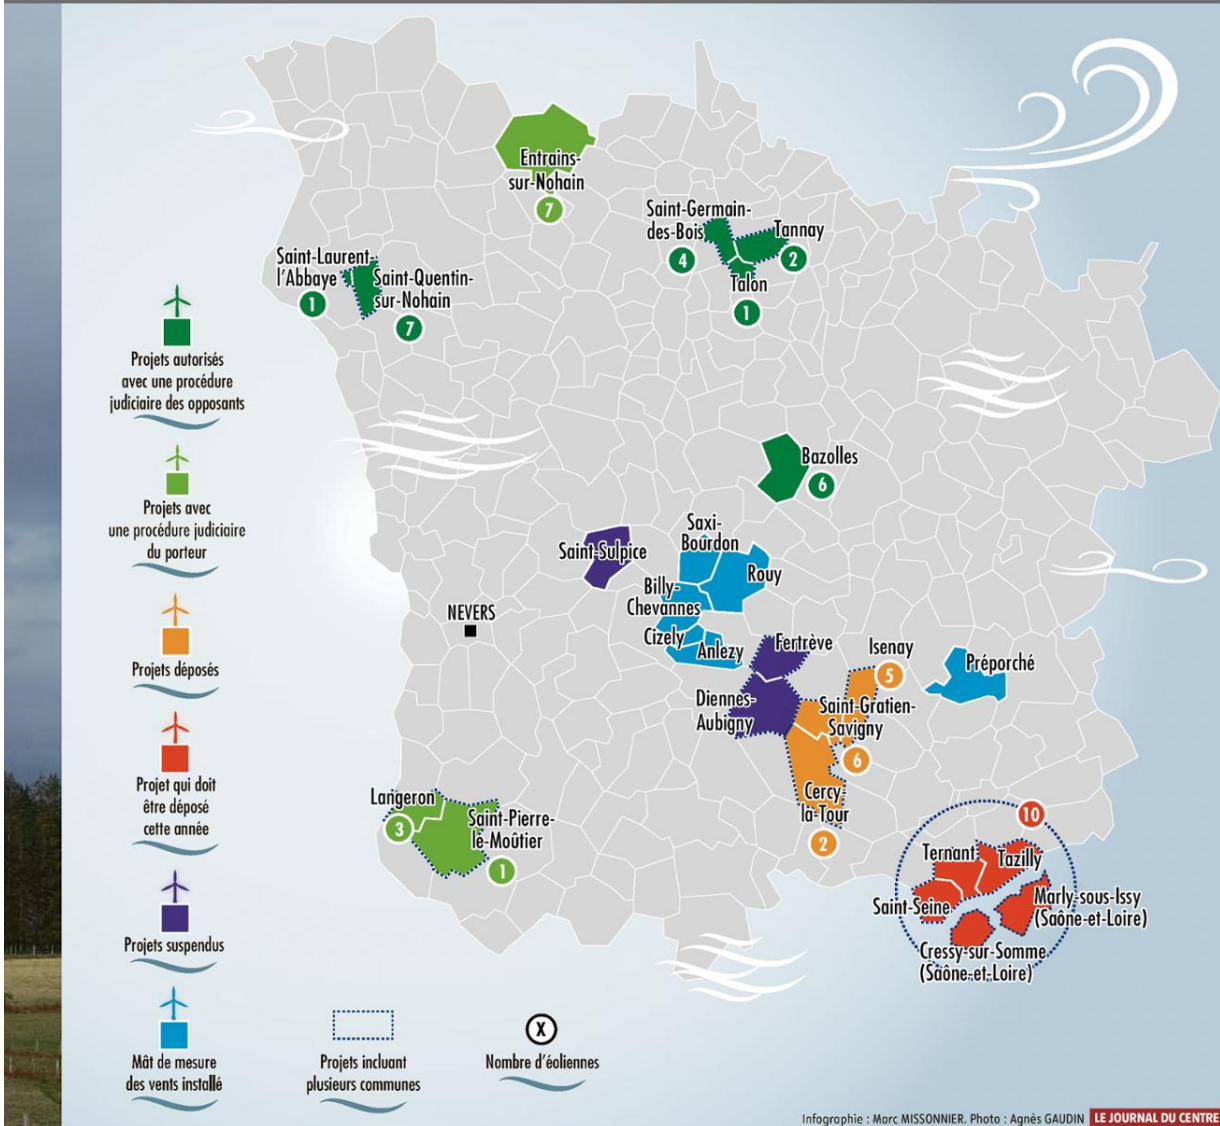 Entrains-
sur-Nohain
7
Saint-Germain-
des-Bois
4
Tannay
2
Talon
1
Saint-Laurent-
l'Abbaye
1
Saint-Quentin-
sur-Nohain
7
Bazolles
6
Saint-Sulpice
Saxi-
Bourdon
Rouy
Billy-
Chevannes
Cizely
Anlezy
NEVERS
Fertrève
Diennes-
Aubigny
Isenay
5
Saint-Gratien-
Savigny
6
Cercy
la-Tour
2
Préporché
Langeron
3
Saint-Pierre-
le-Moûtier
1
10
Ternant
Tazilly
Saint-Seine
Marly-sous-Issy
(Saône-et-Loire)
Cressy-sur-Somme
(Saône-et-Loire)
Projets autorisés
avec une procédure
judiciaire des opposants
Projets avec
une procédure judiciaire
du porteur
Projets déposés
Projet qui doit
être déposé
cette année
Projets suspendus
Mât de mesure
des vents installé
Projets incluant
plusieurs communes
X
Nombre d'éoliennes
Infographie : Marc MISSONNIER. Photo : Agnès GAUDIN LE JOURNAL DU CENTRE